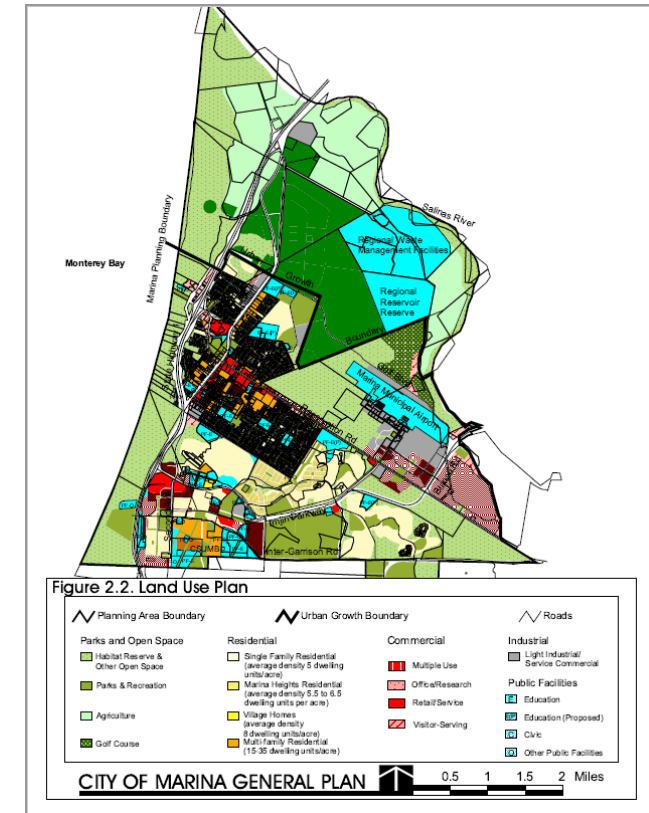 Salinas River
Marina Planning Boundary
Regional Waste
Management Facilities
Monterey Bay
Growth
Regional
Reservoir
Reserve
Boundary
Marina Municipal Airport
Reservation Rd
Imjin Parkway
CSUMB
Inter-Garrison Rd
Figure 2.2. Land Use Plan
Planning Area Boundary
Urban Growth Boundary
Roads
Parks and Open Space
Habitat Reserve &
Other Open Space
Parks & Recreation
Agriculture
Golf Course
Residential
Single Family Residential
(average density 5 dwelling
units/acre)
Marina Heights Residential
(average density 5.5 to 6.5
dwelling units per acre)
Village Homes
(average density
8 dwelling units/acre)
Multi-family Residential
(15-35 dwelling units/acre)
Commercial
Multiple Use
Office/Research
Retail/Service
Visitor-Serving
Industrial
Light Industrial/
Service Commercial
Public Facilities
E Education
Education (Proposed)
C Civic
O Other Public Facilities
CITY OF MARINA GENERAL PLAN
0.5 1 1.5 2 Miles